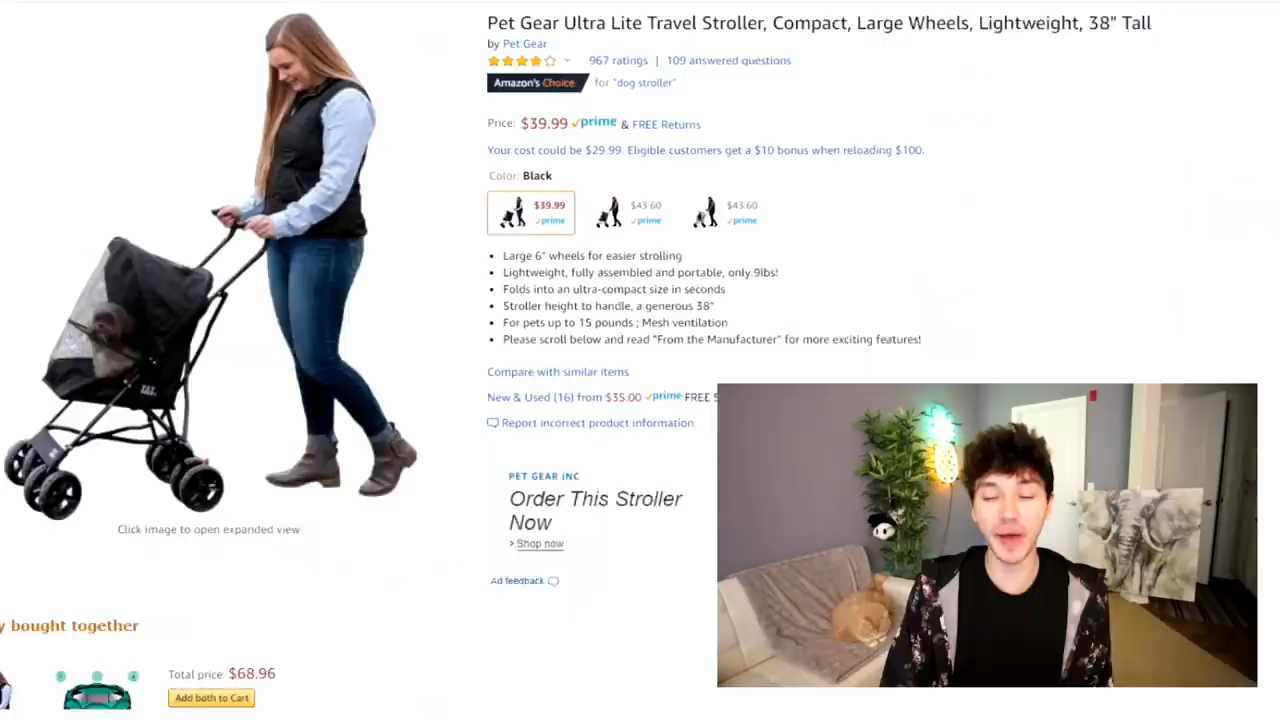 Pet Gear Ultra Lite Travel Stroller, Compact, Large Wheels, Lightweight, 38" Tall
by Pet Gear
967 ratings | 109 answered questions
Amazon's Choice for "dog stroller"
Price: $39.99 prime & FREE Returns
Your cost could be $29.99. Eligible customers get a $10 bonus when reloading $100.
Color: Black
$39.99 $43.60 $43.60
prime prime prime
• Large 6" wheels for easier strolling
• Lightweight, fully assembled and portable, only 9lbs!
• Folds into an ultra-compact size in seconds
• Stroller height to handle, a generous 38"
• For pets up to 15 pounds ; Mesh ventilation
• Please scroll below and read "From the Manufacturer" for more exciting features!
Compare with similar items
New & Used (16) from $35.00 prime FREE
Report incorrect product information.
PET GEAR INC
Order This Stroller
Now
> Shop now
Ad feedback
Click image to open expanded view
y bought together
Total price: $68.96
Add both to Cart